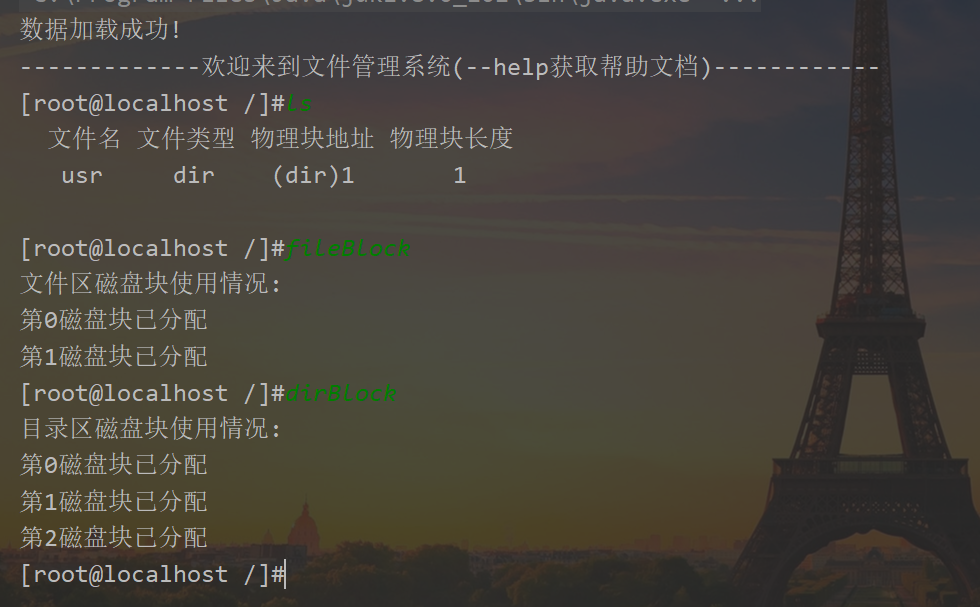 数据加载成功!
-------------欢迎来到文件管理系统(--help获取帮助文档)------------
[root@localhost /]#ls
文件名 文件类型 物理块地址 物理块长度
usr dir (dir)1 1
[root@localhost /]#fileBlock
文件区磁盘块使用情况:
第0磁盘块已分配
第1磁盘块已分配
[root@localhost /]#dirBlock
目录区磁盘块使用情况:
第0磁盘块已分配
第1磁盘块已分配
第2磁盘块已分配
[root@localhost /]#